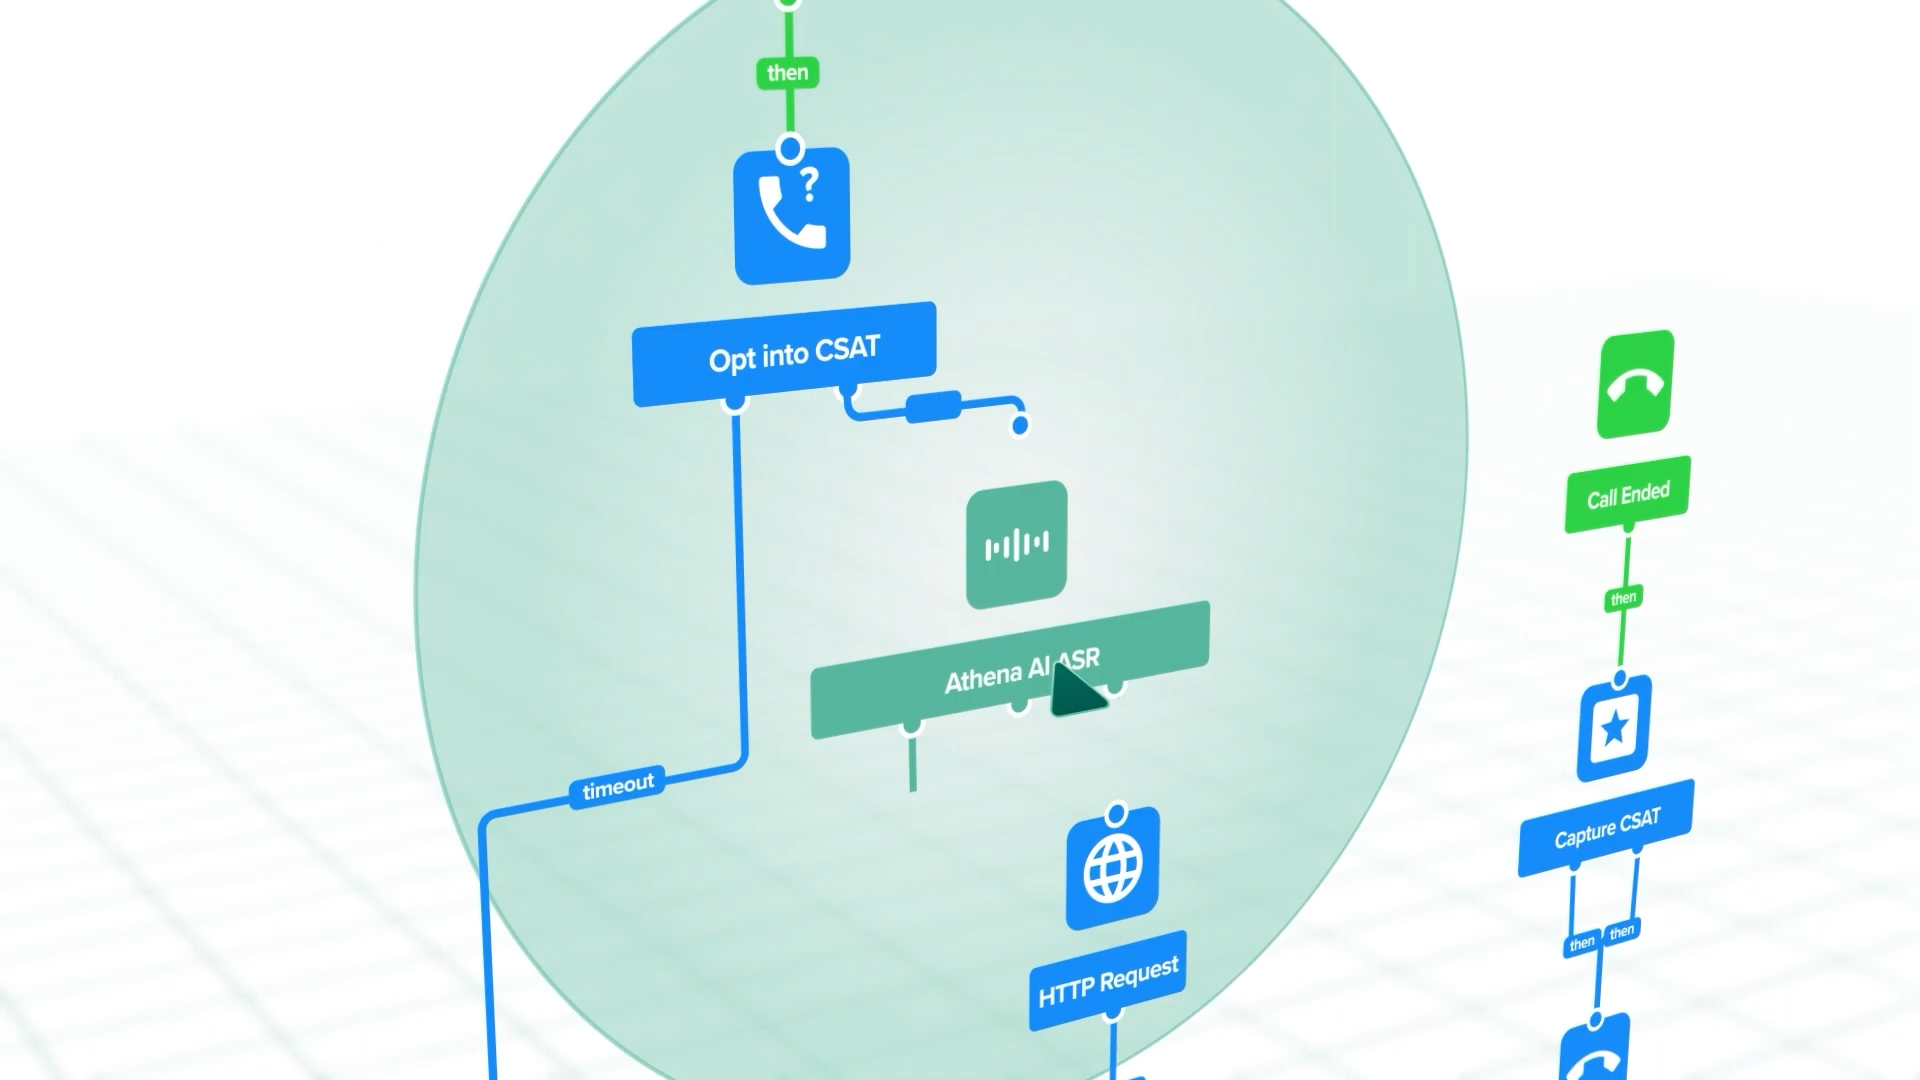 then
?
Opt into CSAT
Athena AI ASR
timeout
HTTP Request
Call Ended
then
Capture CSAT
then
then